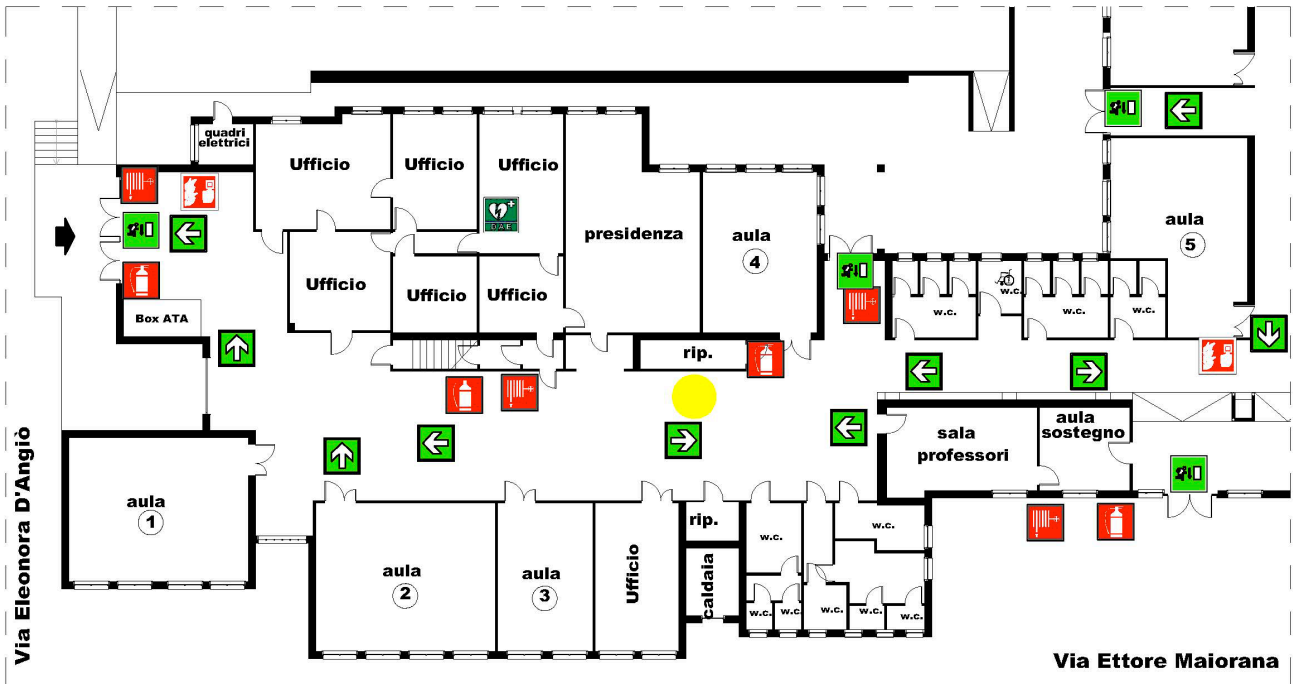 quadri
elettrici
Ufficio
Ufficio
Ufficio
DAE
presidenza
aula
4
aula
5
Ufficio
Ufficio
Ufficio
Box ATA
w.c.
w.c.
w.c.
w.c.
rip.
sala
professori
aula
sostegno
aula
1
aula
2
aula
3
Ufficio
rip.
caldaia
w.c.
w.c.
w.c.
w.c.
w.c.
w.c.
w.c.
Via Eleonora D'Angiò
Via Ettore Maiorana